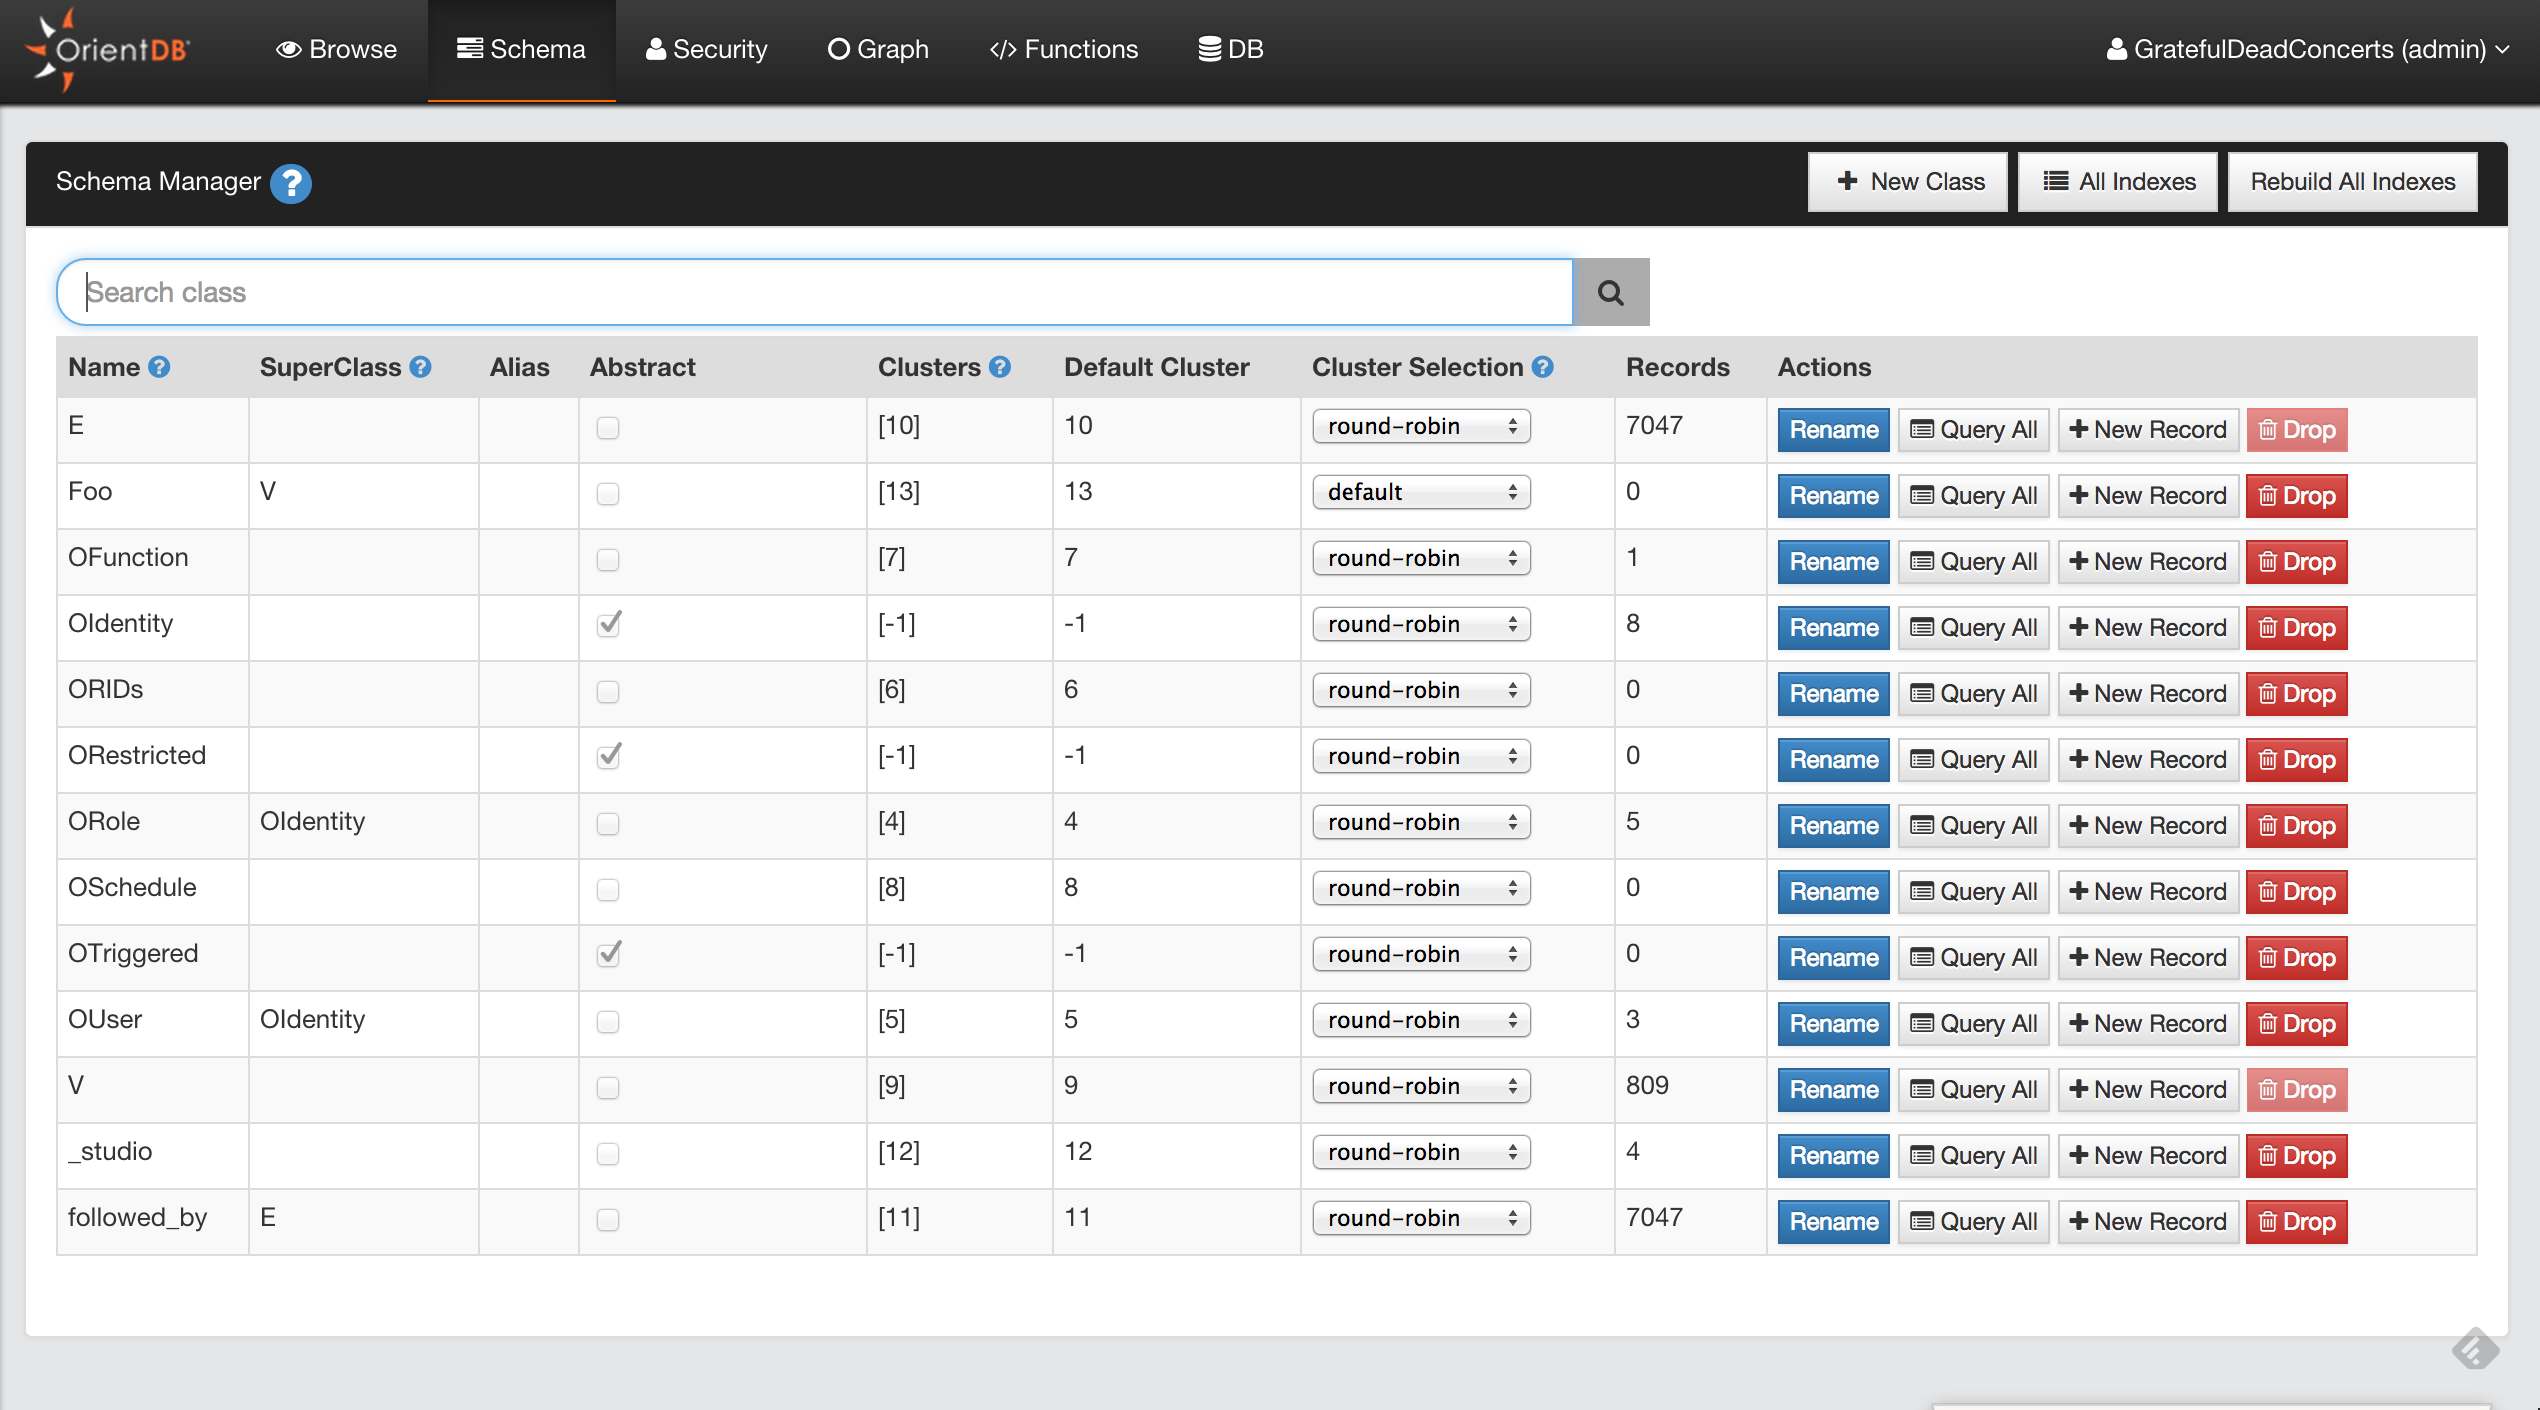 OrientDB Browse Schema Security Graph </> Functions DB GratefulDeadConcerts (admin)
Schema Manager ? + New Class All Indexes Rebuild All Indexes
Search class
Name ? SuperClass ? Alias Abstract Clusters ? Default Cluster Cluster Selection ? Records Actions
E [10] 10 round-robin 7047 Rename Query All + New Record Drop
Foo V [13] 13 default 0 Rename Query All + New Record Drop
OFunction [7] 7 round-robin 1 Rename Query All + New Record Drop
OIdentity [-1] -1 round-robin 8 Rename Query All + New Record Drop
ORIDs [6] 6 round-robin 0 Rename Query All + New Record Drop
ORestricted [-1] -1 round-robin 0 Rename Query All + New Record Drop
ORole OIdentity [4] 4 round-robin 5 Rename Query All + New Record Drop
OSchedule [8] 8 round-robin 0 Rename Query All + New Record Drop
OTriggered [-1] -1 round-robin 0 Rename Query All + New Record Drop
OUser OIdentity [5] 5 round-robin 3 Rename Query All + New Record Drop
V [9] 9 round-robin 809 Rename Query All + New Record Drop
_studio [12] 12 round-robin 4 Rename Query All + New Record Drop
followed_by E [11] 11 round-robin 7047 Rename Query All + New Record Drop